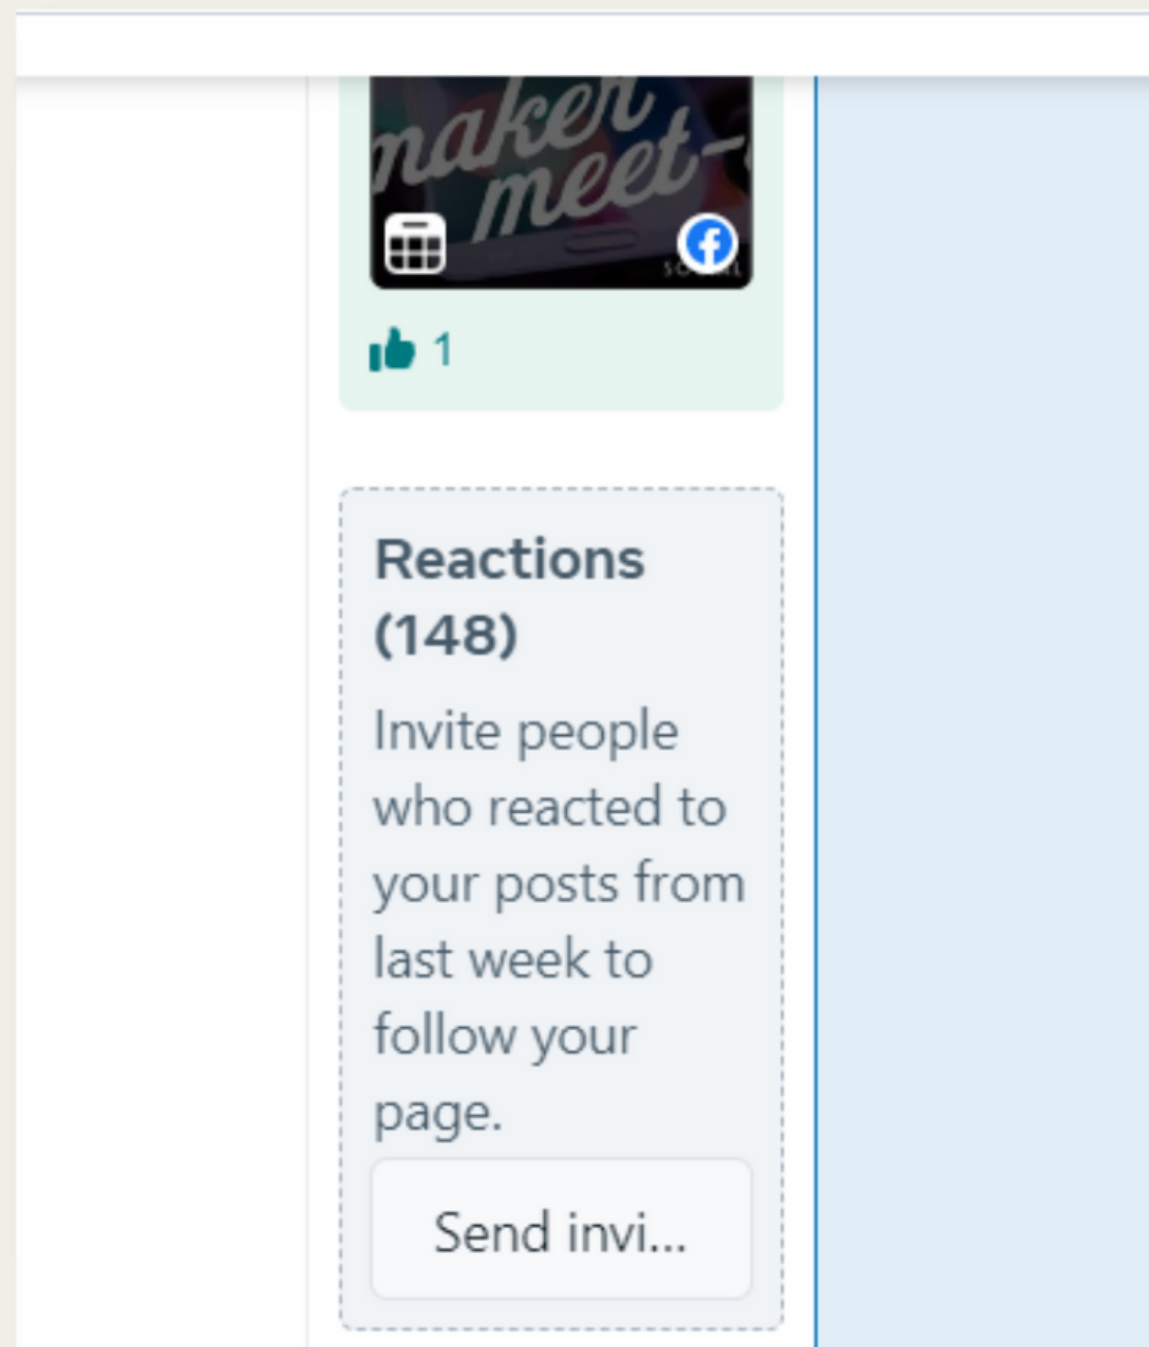 maker
meet-
1
Reactions
(148)
Invite people
who reacted to
your posts from
last week to
follow your
page.
Send invi...